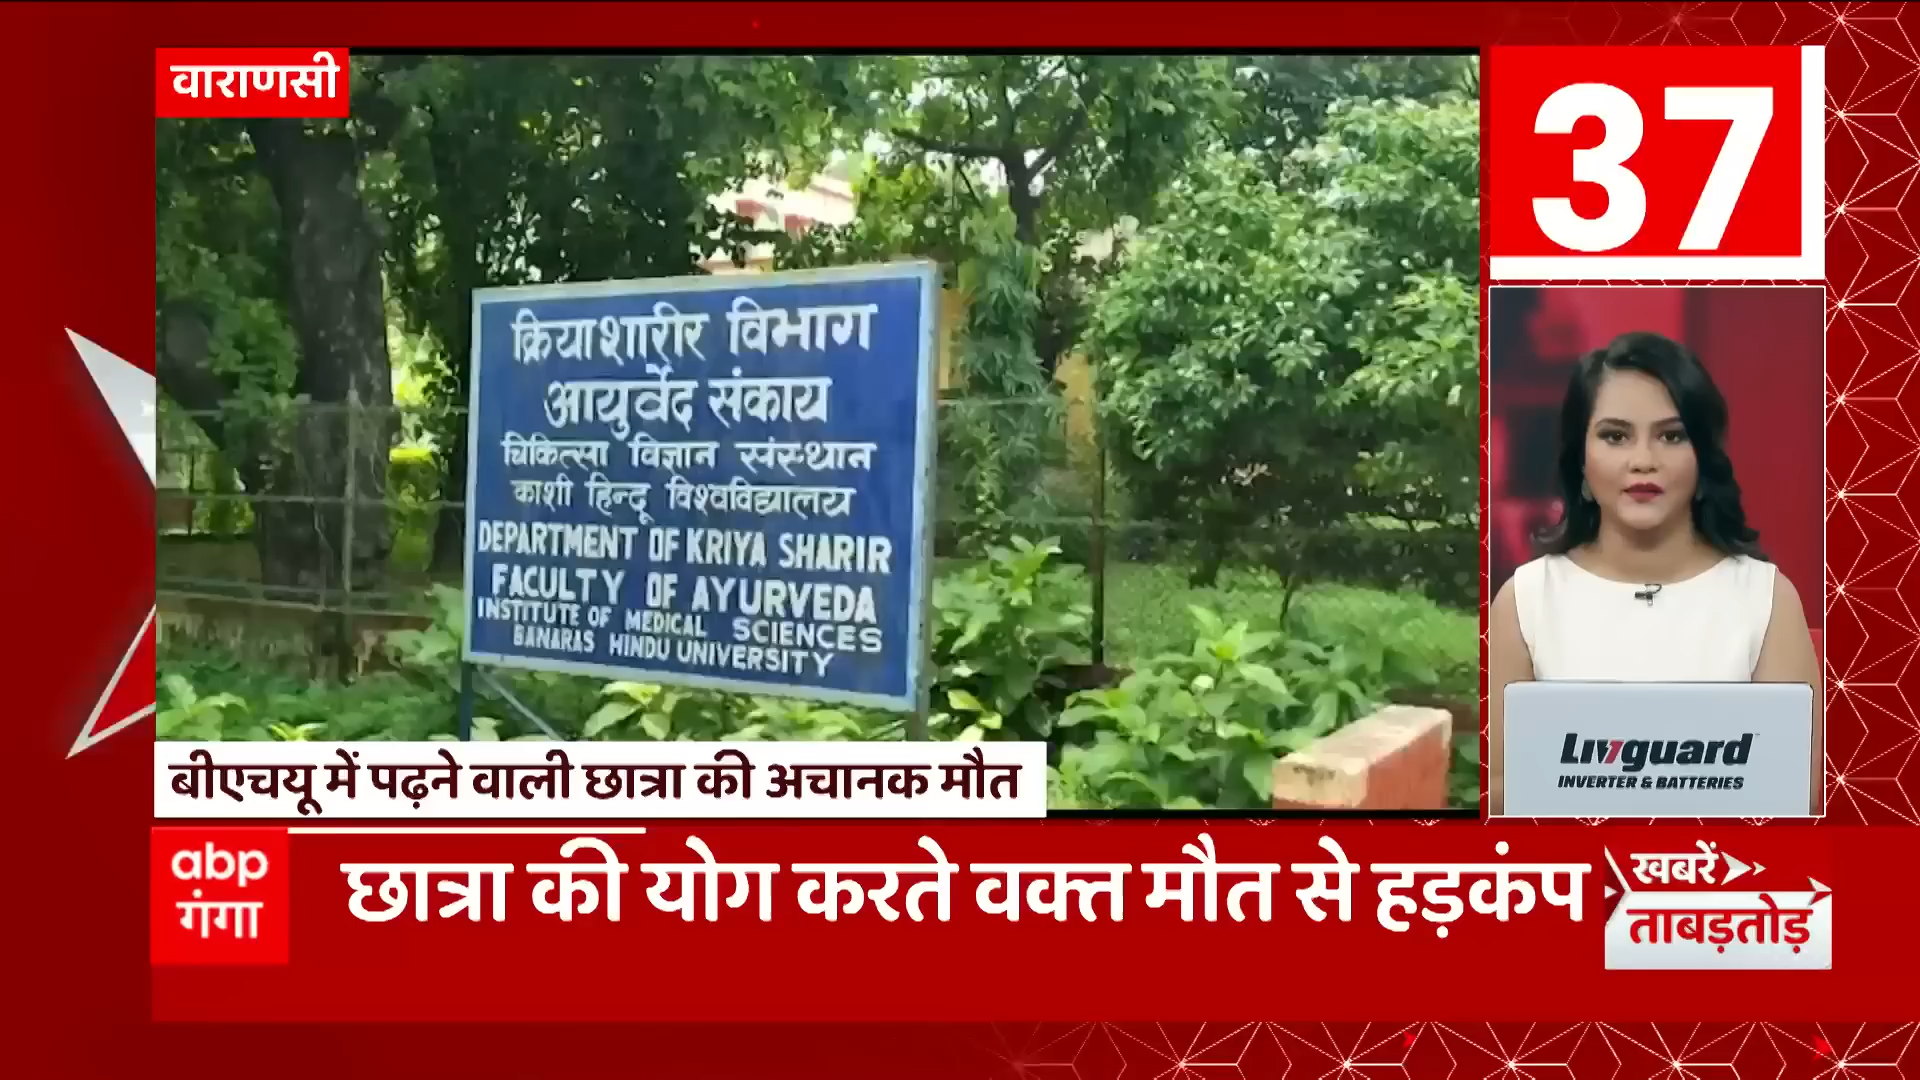 वाराणसी
37
क्रिया शारीर विभाग
आयुर्वेद संकाय
चिकित्सा विज्ञान संस्थान
काशी हिन्दू विश्वविद्यालय
DEPARTMENT OF KRIYA SHARIR
FACULTY OF AYURVEDA
INSTITUTE OF MEDICAL SCIENCES
BANARAS HINDU UNIVERSITY
Livguard
INVERTER & BATTERIES
बीएचयू में पढ़ने वाली छात्रा की अचानक मौत
abp
गंगा
छात्रा की योग करते वक्त मौत से हड़कंप
खबरें
ताबड़तोड़